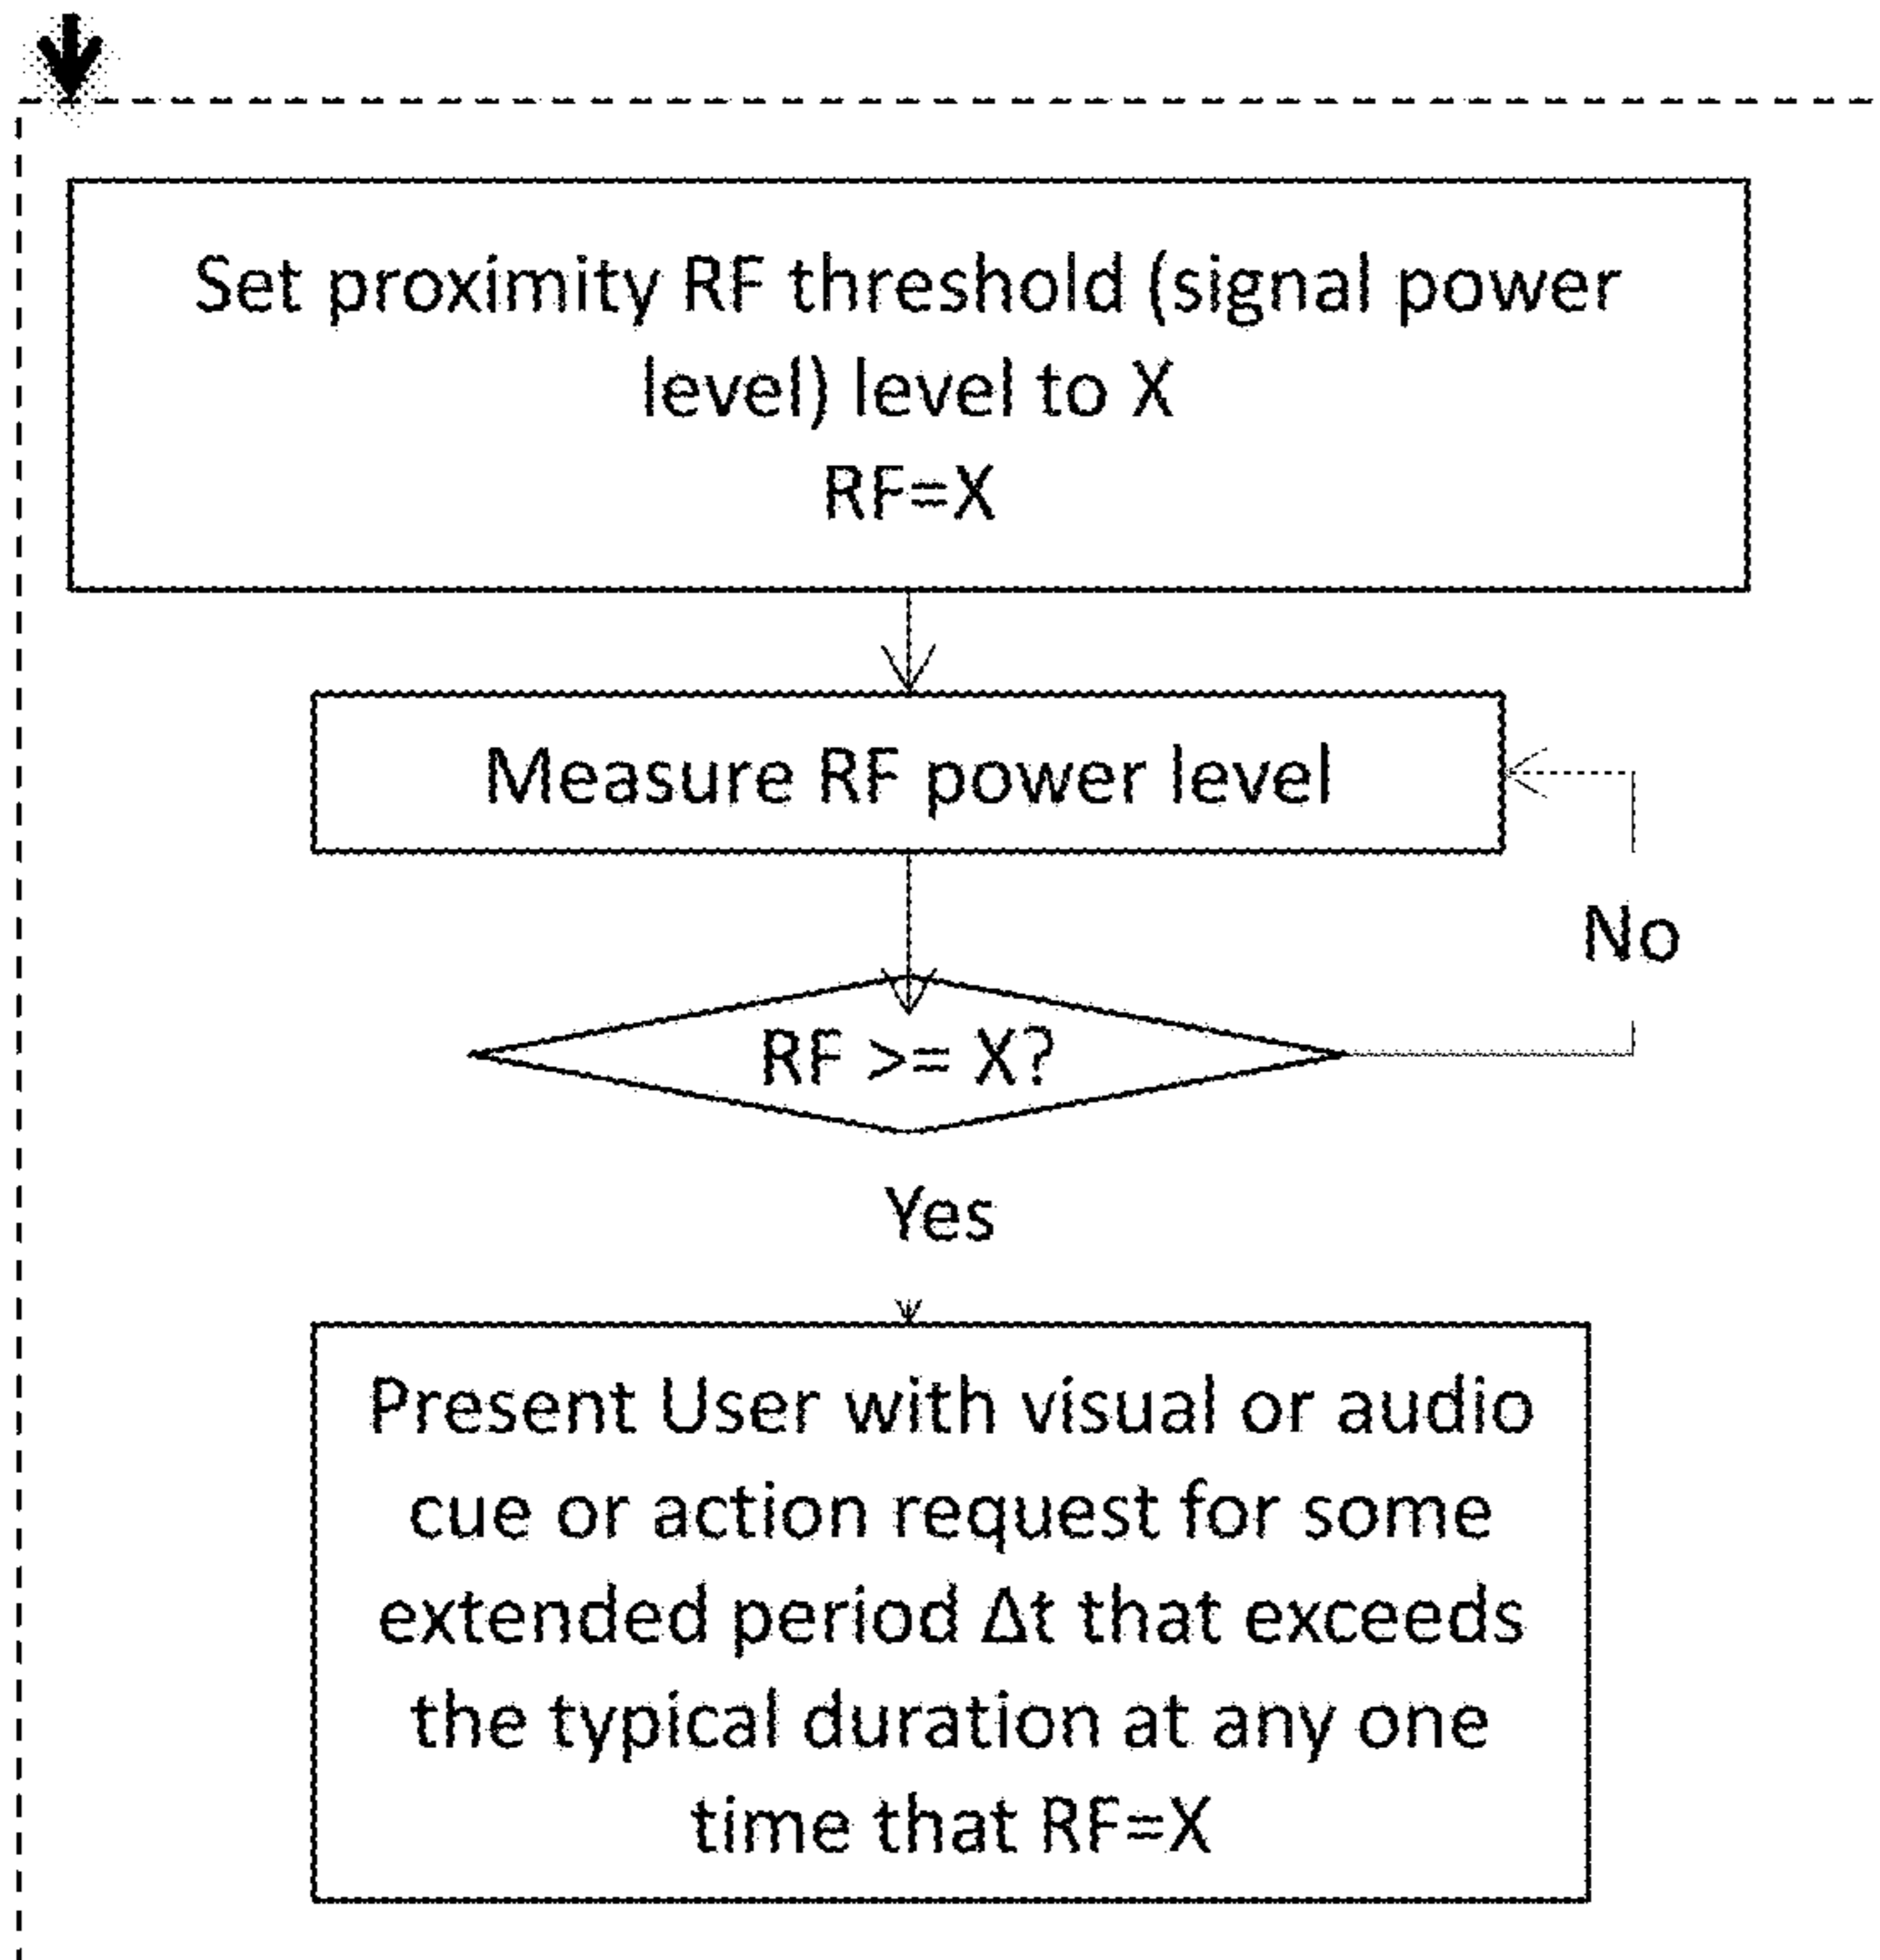 Set proximity RF threshold (signal power
level) level to X
RF=X
Measure RF power level
No
RF >= X?
Yes
Present User with visual or audio
cue or action request for some
extended period Δt that exceeds
the typical duration at any one
time that RF=X